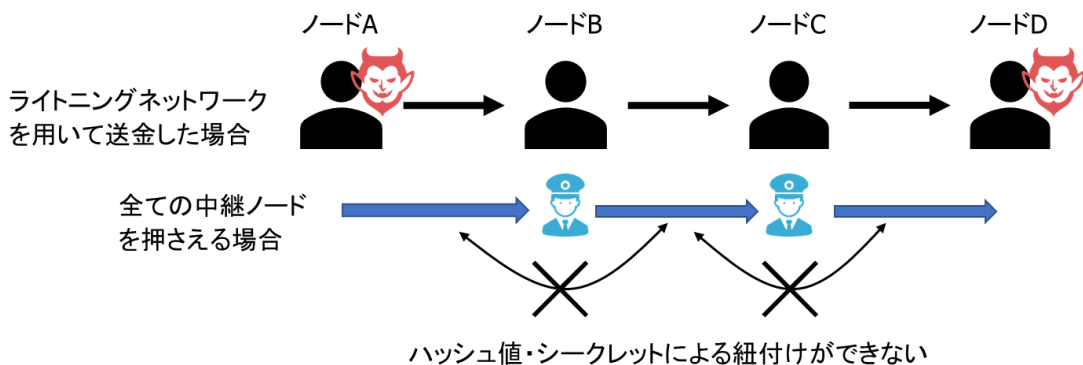 ノードA
ノードB
ノードC
ノードD
ライトニングネットワーク
を用いて送金した場合
全ての中継ノード
を押さえる場合
ハッシュ値・シークレットによる紐付けができない